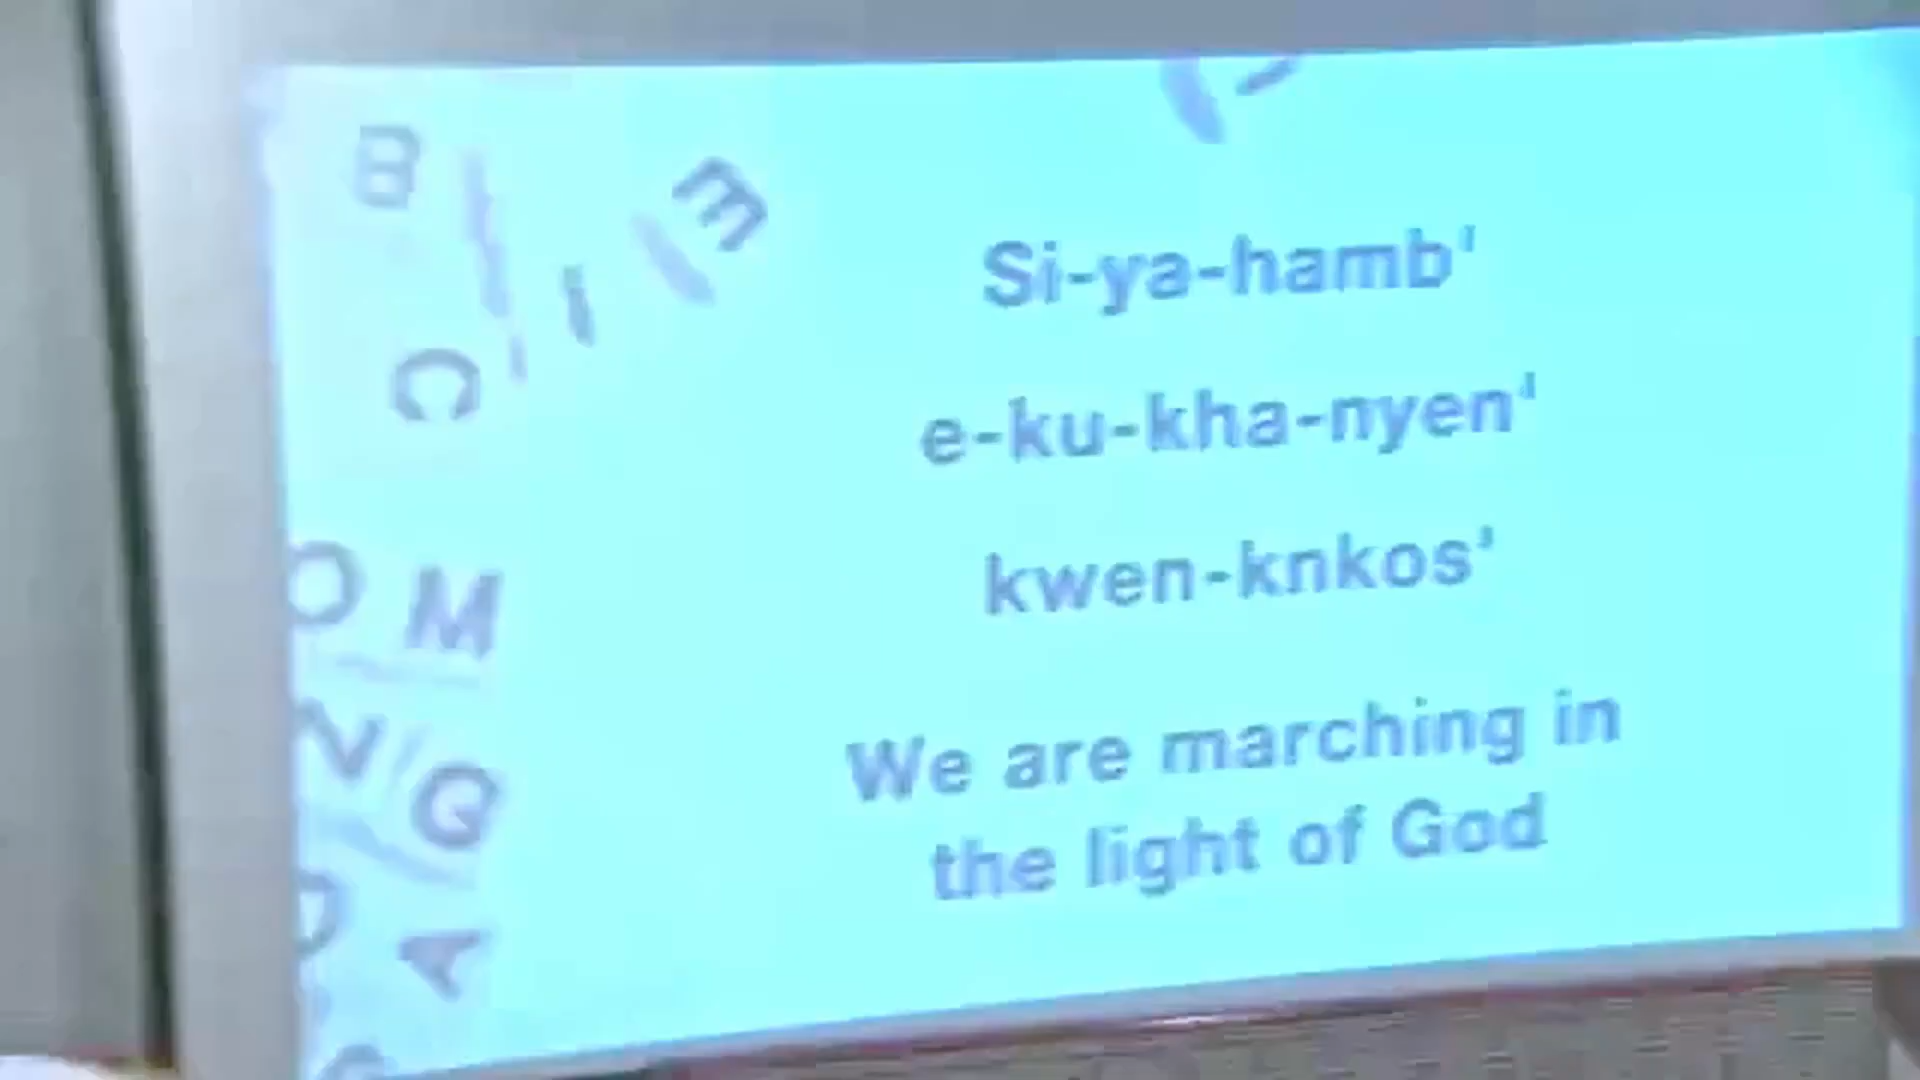 B
m
i
C
O M
N Q
A
Si-ya-hamb'
e-ku-kha-nyen'
kwen-knkos'
We are marching in
the light of God